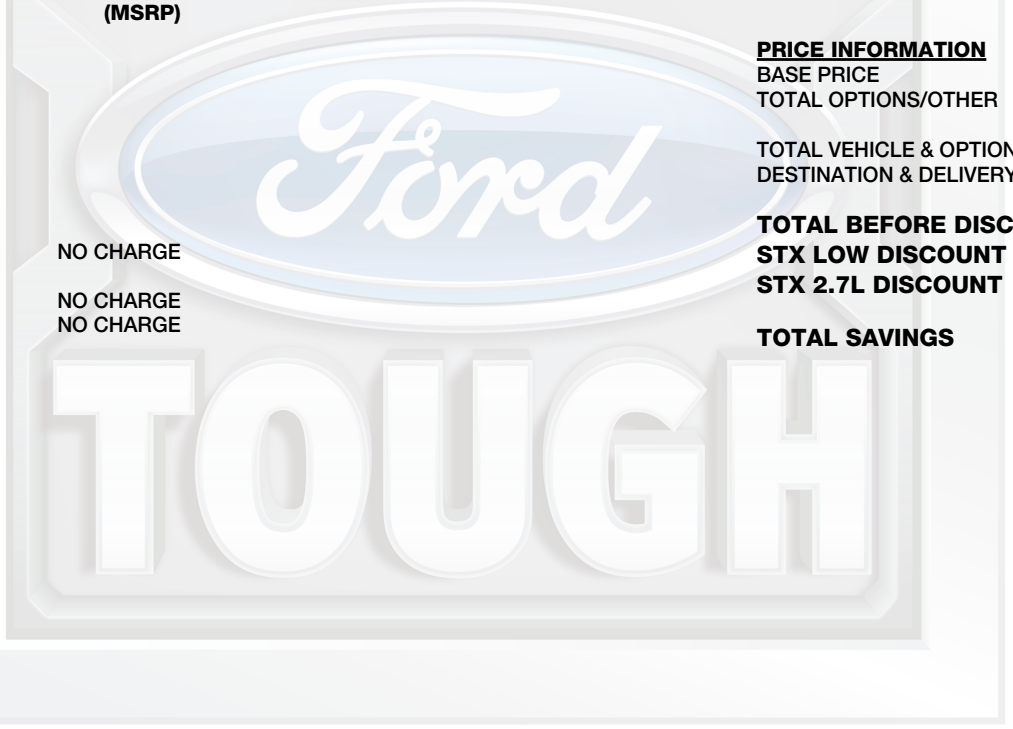 (MSRP)
PRICE INFORMATION
BASE PRICE
TOTAL OPTIONS/OTHER
TOTAL VEHICLE & OPTION
DESTINATION & DELIVERY
TOTAL BEFORE DISC
NO CHARGE
STX LOW DISCOUNT
STX 2.7L DISCOUNT
NO CHARGE
NO CHARGE
TOTAL SAVINGS
Ford
TOUGH